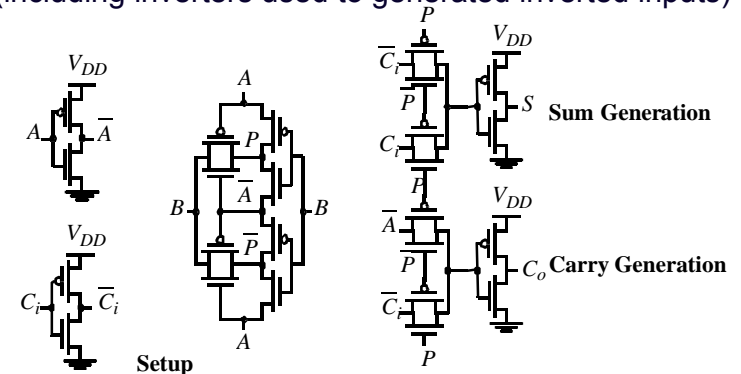 (including inverters used to generated inverted inputs)
P
V_DD
C̅_i
V_DD
A
P̅
S
Sum Generation
A
A̅
P
C_i
A̅
P
V_DD
B
B
A̅
V_DD
P̅
P̅
C_o
Carry Generation
C_i
C̅_i
C̅_i
A
P
Setup